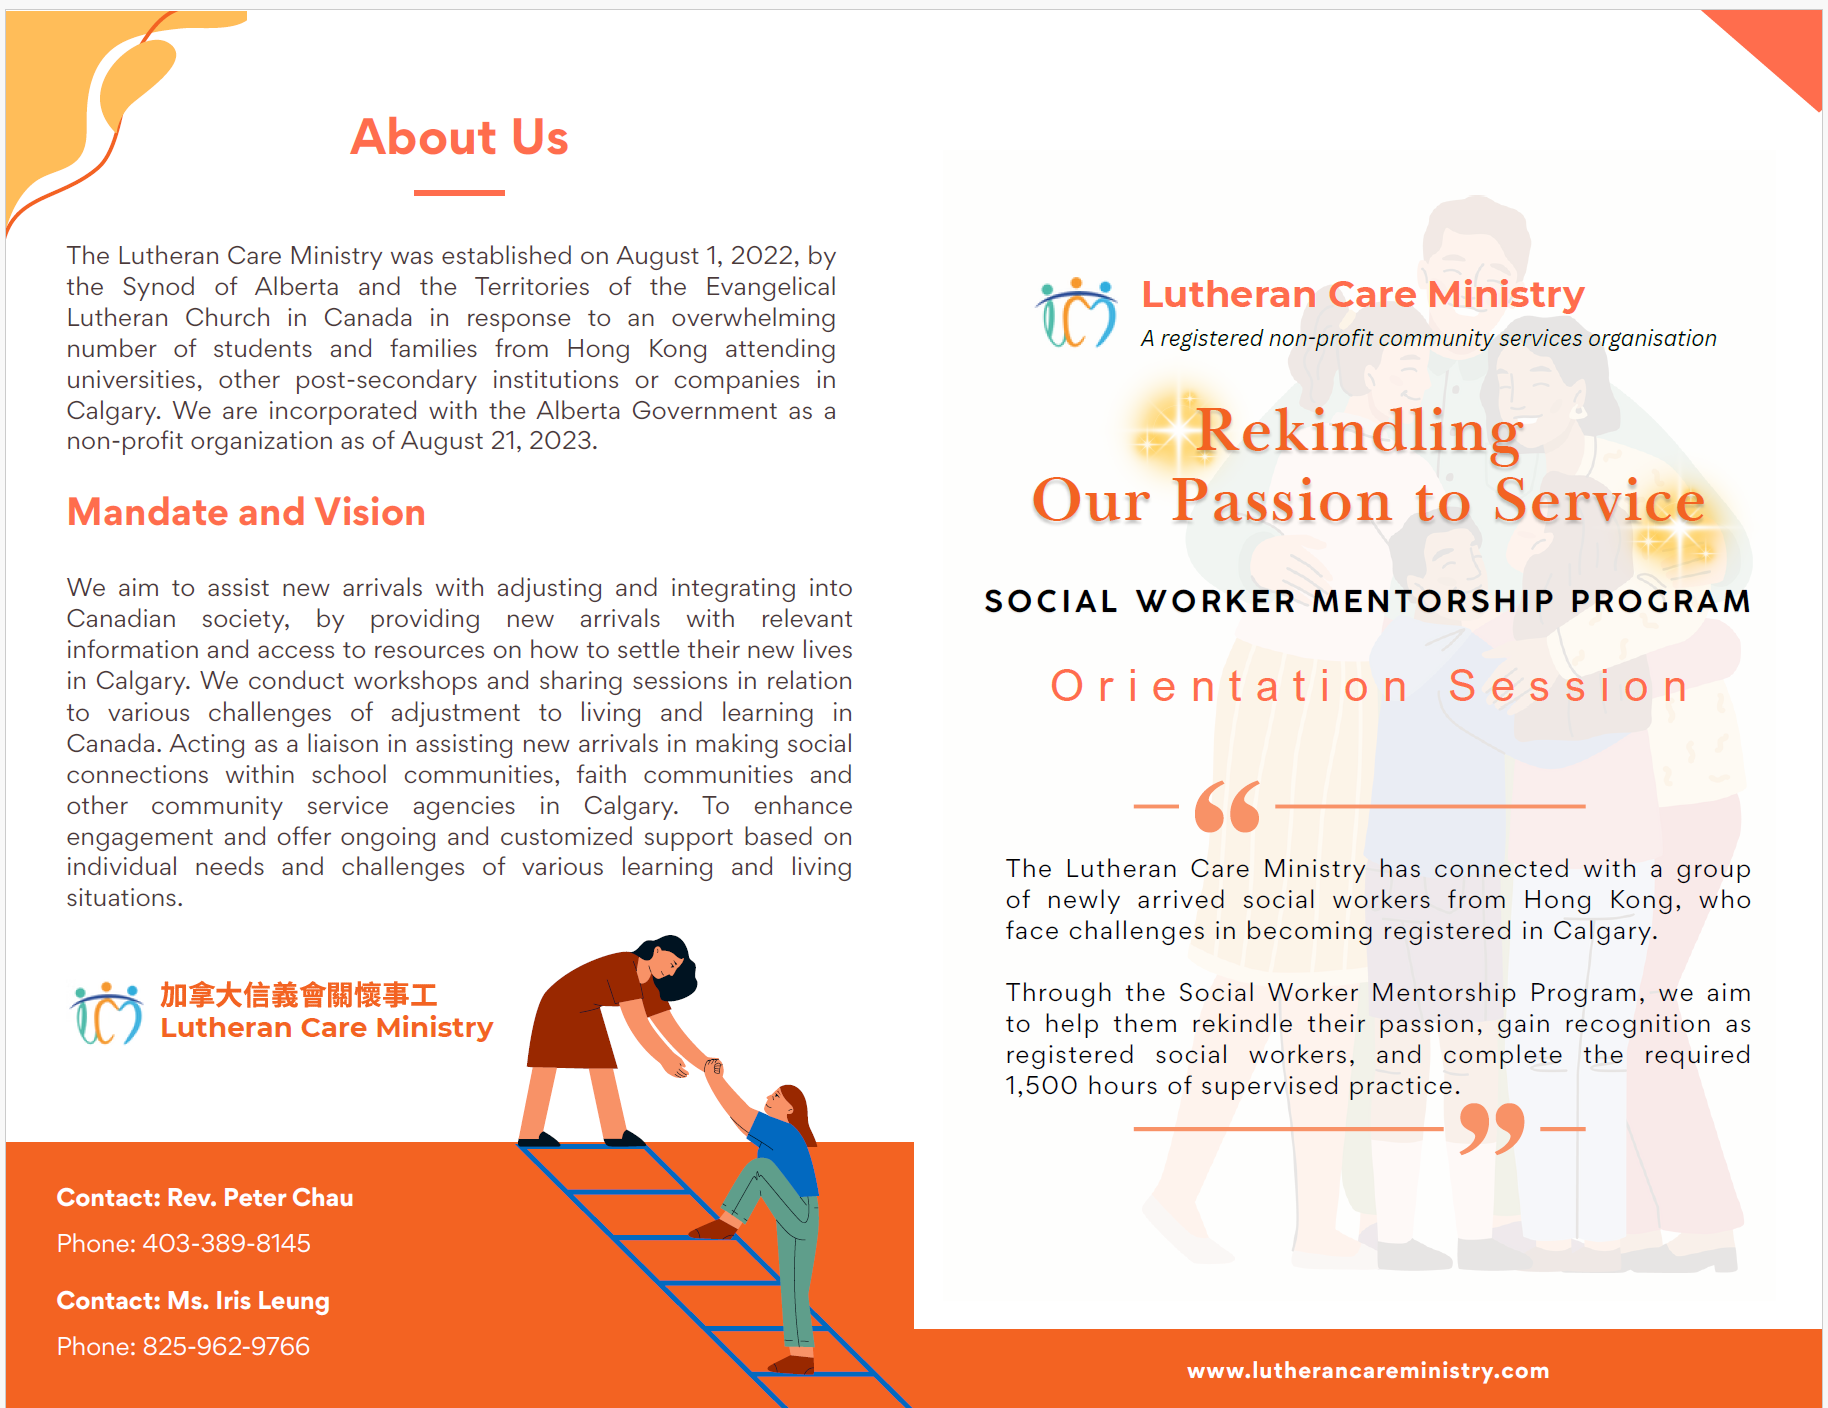 About Us
The Lutheran Care Ministry was established on August 1, 2022, by
the Synod of Alberta and the Territories of the Evangelical
Lutheran Church in Canada in response to an overwhelming
number of students and families from Hong Kong attending
universities, other post-secondary institutions or companies in
Calgary. We are incorporated with the Alberta Government as a
non-profit organization as of August 21, 2023.
Mandate and Vision
We aim to assist new arrivals with adjusting and integrating into
Canadian society, by providing new arrivals with relevant
information and access to resources on how to settle their new lives
in Calgary. We conduct workshops and sharing sessions in relation
to various challenges of adjustment to living and learning in
Canada. Acting as a liaison in assisting new arrivals in making social
connections within school communities, faith communities and
other community service agencies in Calgary. To enhance
engagement and offer ongoing and customized support based on
individual needs and challenges of various learning and living
situations.
加拿大信義會關懷事工
Lutheran Care Ministry
Contact: Rev. Peter Chau
Phone: 403-389-8145
Contact: Ms. Iris Leung
Phone: 825-962-9766
Lutheran Care Ministry
A registered non-profit community services organisation
Rekindling
Our Passion to Service
SOCIAL WORKER MENTORSHIP PROGRAM
Orientation Session
“
The Lutheran Care Ministry has connected with a group
of newly arrived social workers from Hong Kong, who
face challenges in becoming registered in Calgary.
Through the Social Worker Mentorship Program, we aim
to help them rekindle their passion, gain recognition as
registered social workers, and complete the required
1,500 hours of supervised practice.
”
www.lutherancareministry.com